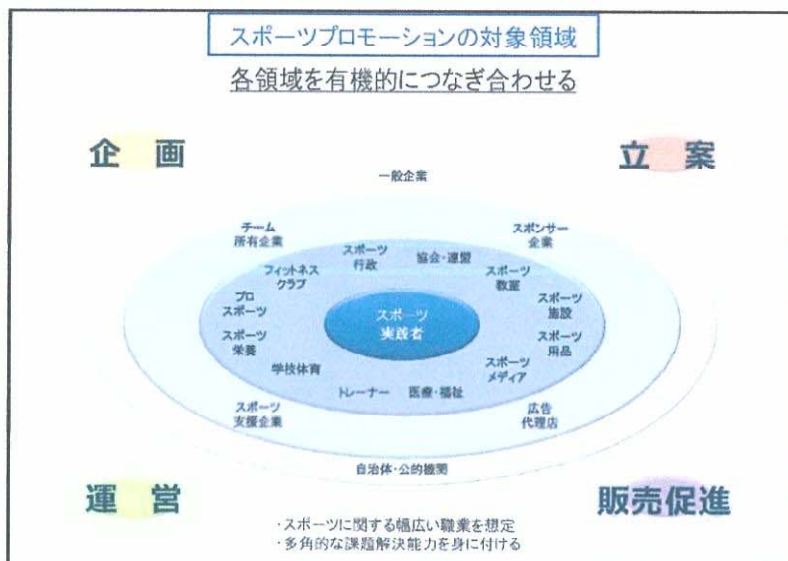 スポーツプロモーションの対象領域
各領域を有機的につなぎ合わせる
企 画
立 案
一般企業
チーム
所有企業
スポンサー
企業
スポーツ
行政
協会・連盟
フィットネス
クラブ
スポーツ
教室
プロ
スポーツ
スポーツ
施設
スポーツ
実践者
スポーツ
栄養
スポーツ
用品
学校体育
スポーツ
メディア
トレーナー
医療・福祉
スポーツ
支援企業
広告
代理店
自治体・公的機関
運 営
販売促進
・スポーツに関する幅広い職業を想定
・多角的な課題解決能力を身に付ける